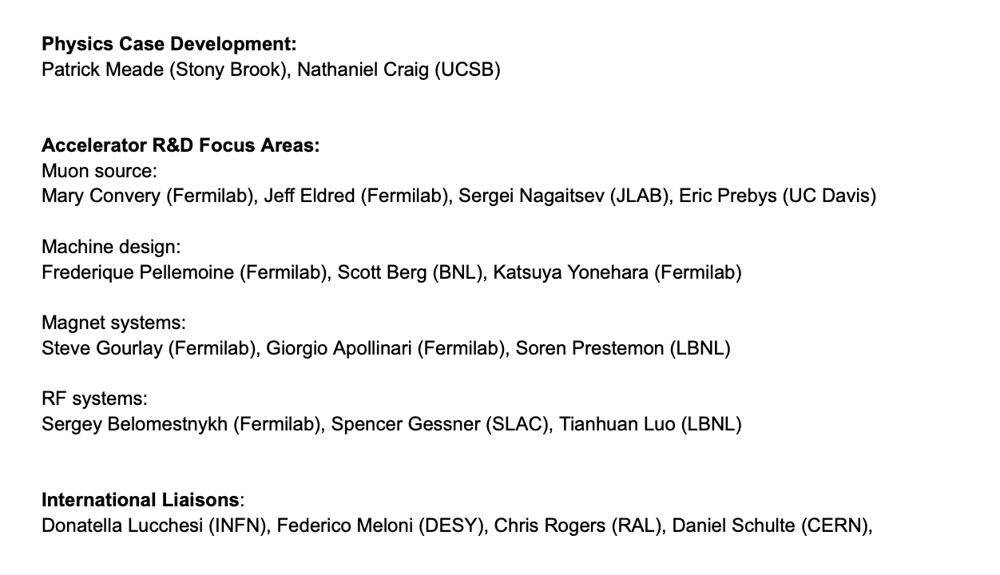 Physics Case Development:
Patrick Meade (Stony Brook), Nathaniel Craig (UCSB)
Accelerator R&D Focus Areas:
Muon source:
Mary Convery (Fermilab), Jeff Eldred (Fermilab), Sergei Nagaitsev (JLAB), Eric Prebys (UC Davis)
Machine design:
Frederique Pellemoine (Fermilab), Scott Berg (BNL), Katsuya Yonehara (Fermilab)
Magnet systems:
Steve Gourlay (Fermilab), Giorgio Apollinari (Fermilab), Soren Prestemon (LBNL)
RF systems:
Sergey Belomestnykh (Fermilab), Spencer Gessner (SLAC), Tianhuan Luo (LBNL)
International Liaisons:
Donatella Lucchesi (INFN), Federico Meloni (DESY), Chris Rogers (RAL), Daniel Schulte (CERN),